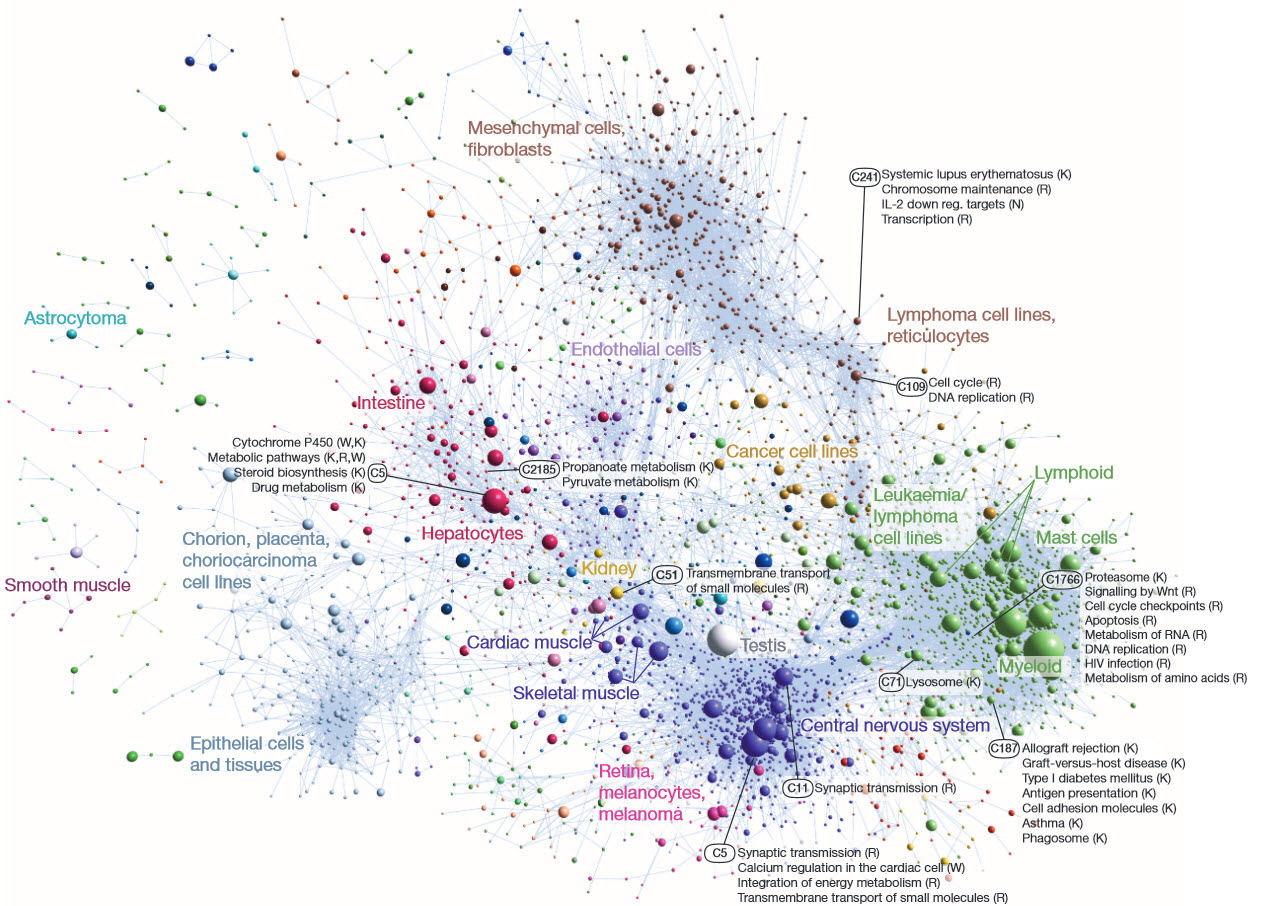 Mesenchymal cells,
fibroblasts
C241
Systemic lupus erythematosus (K)
Chromosome maintenance (R)
IL-2 down reg. targets (N)
Transcription (R)
Astrocytoma
Lymphoma cell lines,
reticulocytes
Endothelial cells
C109
Cell cycle (R)
DNA replication (R)
Intestine
Cytochrome P450 (W,K)
Metabolic pathways (K,R,W)
Steroid biosynthesis (K)
Drug metabolism (K)
C5
C2185
Propanoate metabolism (K)
Pyruvate metabolism (K)
Cancer cell lines
Lymphoid
Leukaemia/
lymphoma
cell lines
Mast cells
Hepatocytes
Chorion, placenta,
choriocarcinoma
cell lines
Kidney
C51
Transmembrane transport
of small molecules (R)
Smooth muscle
C1766
Proteasome (K)
Signalling by Wnt (R)
Cell cycle checkpoints (R)
Apoptosis (R)
Metabolism of RNA (R)
DNA replication (R)
HIV infection (R)
Metabolism of amino acids (R)
Cardiac muscle
Testis
Myeloid
C71
Lysosome (K)
Skeletal muscle
Central nervous system
Epithelial cells
and tissues
C187
Allograft rejection (K)
Graft-versus-host disease (K)
Type I diabetes mellitus (K)
Antigen presentation (K)
Cell adhesion molecules (K)
Asthma (K)
Phagosome (K)
Retina,
melanocytes,
melanoma
C11
Synaptic transmission (R)
C5
Synaptic transmission (R)
Calcium regulation in the cardiac cell (W)
Integration of energy metabolism (R)
Transmembrane transport of small molecules (R)